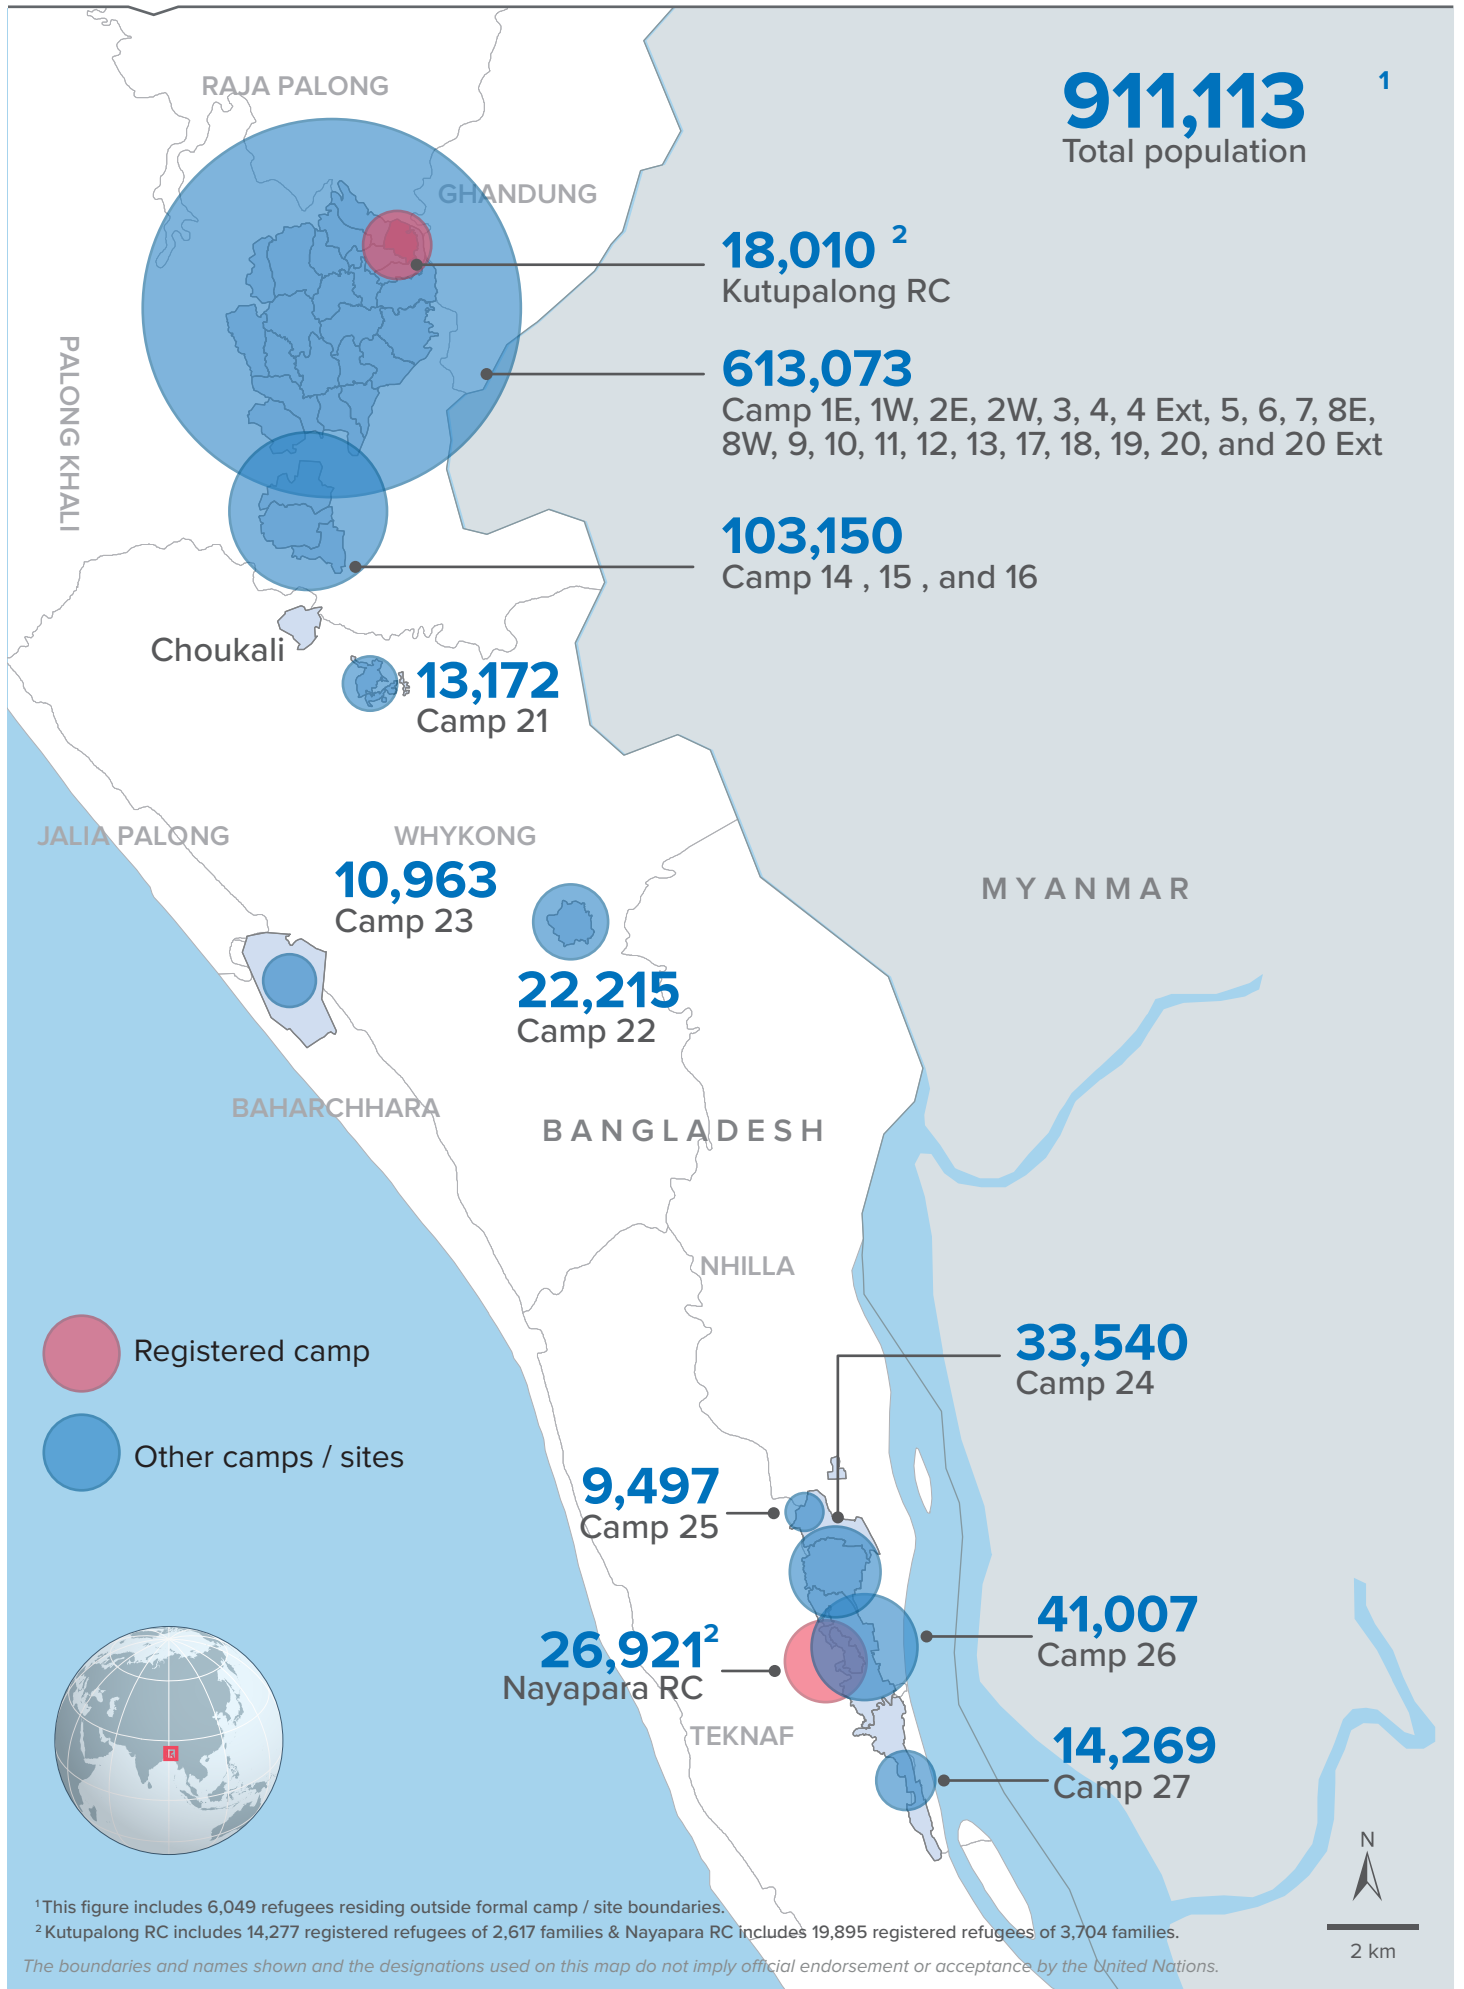 RAJA PALONG
911,113 1
Total population
GHANDUNG
18,010 2
Kutupalong RC
PALONG KHALI
613,073
Camp 1E, 1W, 2E, 2W, 3, 4, 4 Ext, 5, 6, 7, 8E,
8W, 9, 10, 11, 12, 13, 17, 18, 19, 20, and 20 Ext
103,150
Camp 14 , 15 , and 16
Choukali
13,172
Camp 21
JALIA PALONG
WHYKONG
10,963
Camp 23
MYANMAR
22,215
Camp 22
BAHARCHHARA
BANGLADESH
NHILLA
33,540
Camp 24
Registered camp
Other camps / sites
9,497
Camp 25
41,007
Camp 26
26,921 2
Nayapara RC
TEKNAF
14,269
Camp 27
N
2 km
1 This figure includes 6,049 refugees residing outside formal camp / site boundaries.
2 Kutupalong RC includes 14,277 registered refugees of 2,617 families & Nayapara RC includes 19,895 registered refugees of 3,704 families.
The boundaries and names shown and the designations used on this map do not imply official endorsement or acceptance by the United Nations.